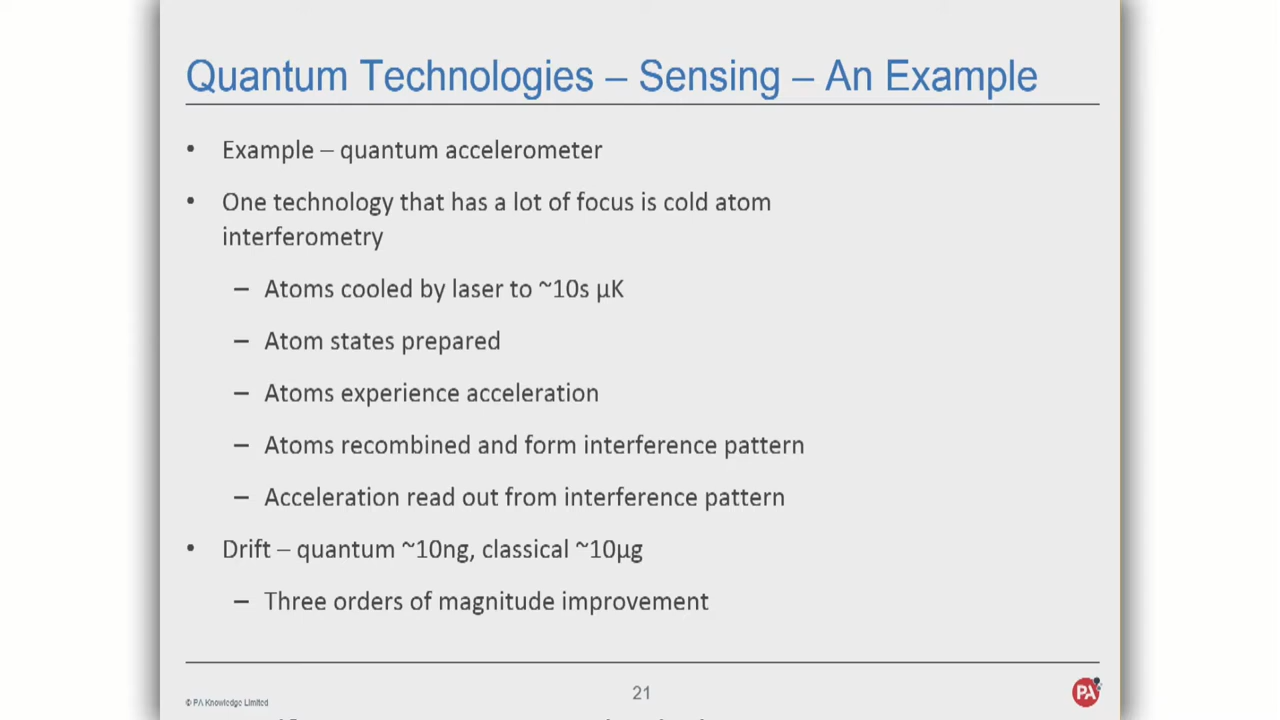 Quantum Technologies – Sensing – An Example
• Example – quantum accelerometer
• One technology that has a lot of focus is cold atom
interferometry
– Atoms cooled by laser to ~10s µK
– Atom states prepared
– Atoms experience acceleration
– Atoms recombined and form interference pattern
– Acceleration read out from interference pattern
• Drift – quantum ~10ng, classical ~10µg
– Three orders of magnitude improvement
21
PA
© PA Knowledge Limited